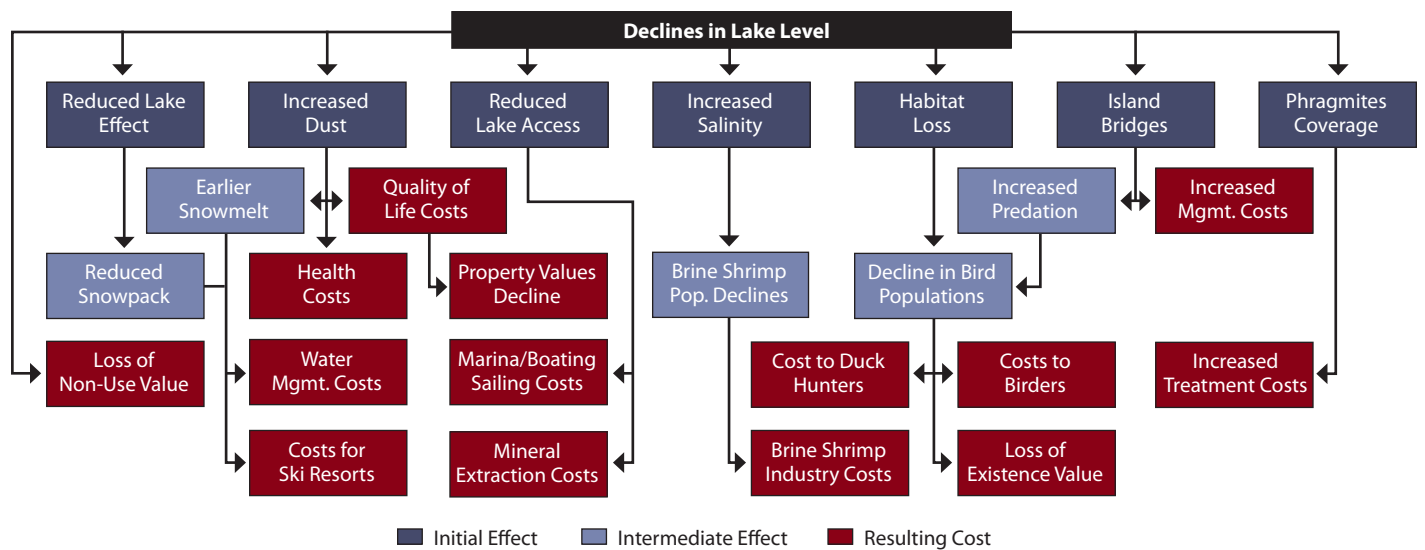 Declines in Lake Level
Reduced Lake
Effect
Increased
Dust
Reduced
Lake Access
Increased
Salinity
Habitat
Loss
Island
Bridges
Phragmites
Coverage
Earlier
Snowmelt
Quality of
Life Costs
Increased
Predation
Increased
Mgmt. Costs
Reduced
Snowpack
Health
Costs
Property Values
Decline
Brine Shrimp
Pop. Declines
Decline in Bird
Populations
Loss of
Non-Use Value
Water
Mgmt. Costs
Marina/Boating
Sailing Costs
Cost to Duck
Hunters
Costs to
Birders
Increased
Treatment Costs
Costs for
Ski Resorts
Mineral
Extraction Costs
Brine Shrimp
Industry Costs
Loss of
Existence Value
Initial Effect
Intermediate Effect
Resulting Cost